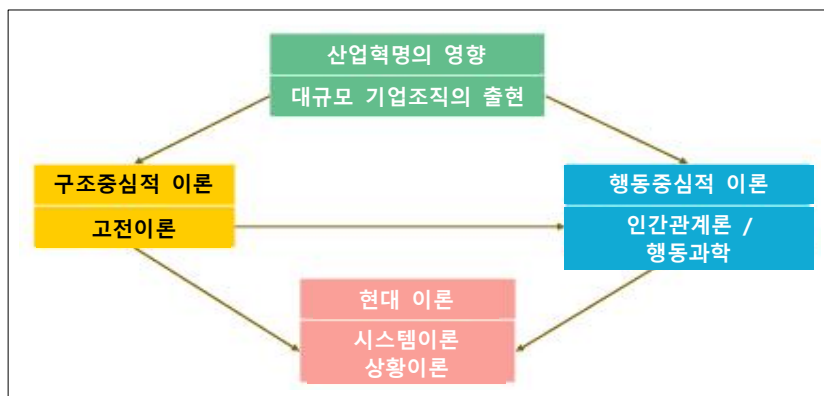 산업혁명의 영향
대규모 기업조직의 출현
구조중심적 이론
고전이론
행동중심적 이론
인간관계론 /
행동과학
현대 이론
시스템이론
상황이론